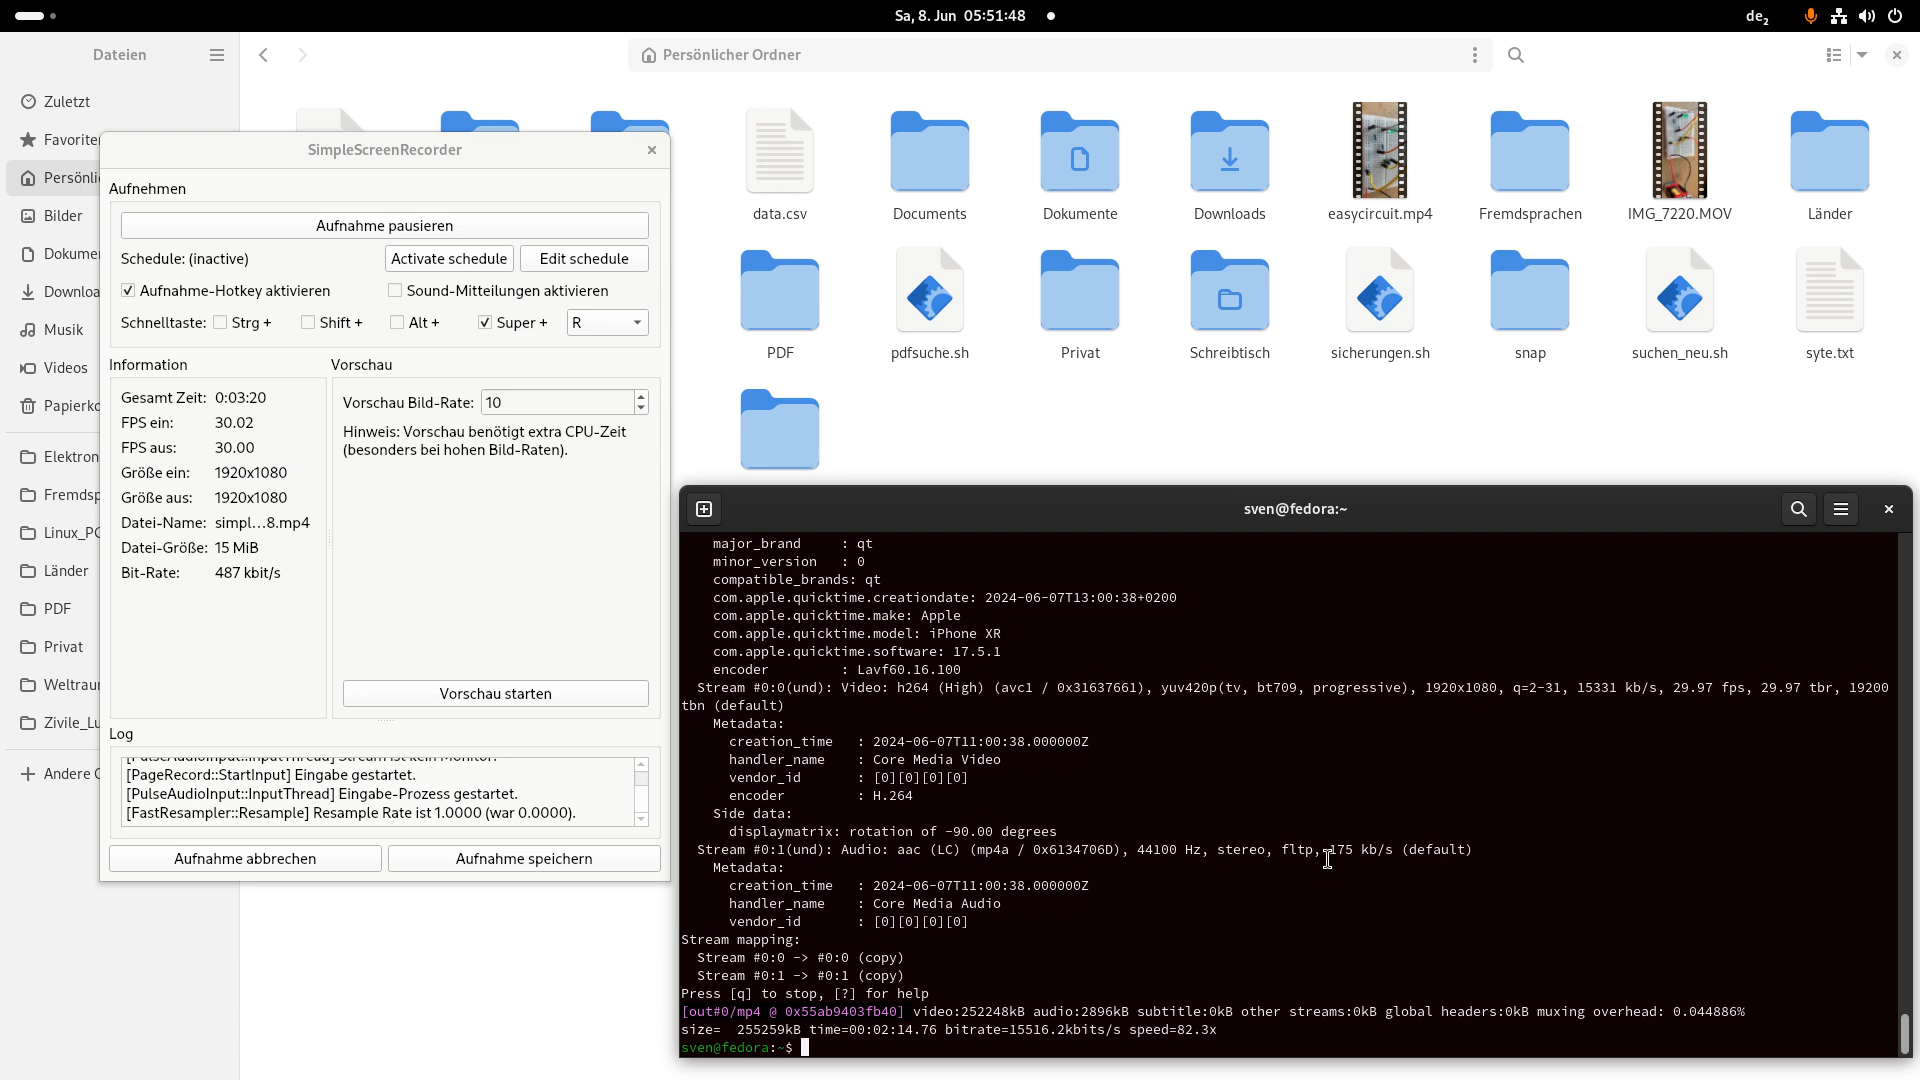 Sa, 8. Jun 05:51:48
de2
Dateien
Persönlicher Ordner
Zuletzt
Favoriten
Persönli
Bilder
Dokume
Downloa
Musik
Videos
Papierko
Elektron
Fremdsp
Linux_PC
Länder
PDF
Privat
Weltrau
Zivile_Lu
Andere O
data.csv
Documents
Dokumente
Downloads
easycircuit.mp4
Fremdsprachen
IMG_7220.MOV
Länder
PDF
pdfsuche.sh
Privat
Schreibtisch
sicherungen.sh
snap
suchen_neu.sh
syte.txt
SimpleScreenRecorder
Aufnehmen
Aufnahme pausieren
Schedule: (inactive)
Activate schedule
Edit schedule
Aufnahme-Hotkey aktivieren
Sound-Mitteilungen aktivieren
Schnelltaste: Strg + Shift + Alt + Super + R
Information
Gesamt Zeit: 0:03:20
FPS ein: 30.02
FPS aus: 30.00
Größe ein: 1920x1080
Größe aus: 1920x1080
Datei-Name: simpl...8.mp4
Datei-Größe: 15 MiB
Bit-Rate: 487 kbit/s
Vorschau
Vorschau Bild-Rate: 10
Hinweis: Vorschau benötigt extra CPU-Zeit
(besonders bei hohen Bild-Raten).
Vorschau starten
Log
[PulseAudioInput::InputThread] Stream ist kein Monitor.
[PageRecord::StartInput] Eingabe gestartet.
[PulseAudioInput::InputThread] Eingabe-Prozess gestartet.
[FastResampler::Resample] Resample Rate ist 1.0000 (war 0.0000).
Aufnahme abbrechen
Aufnahme speichern
sven@fedora:~
major_brand : qt
minor_version : 0
compatible_brands: qt
com.apple.quicktime.creationdate: 2024-06-07T13:00:38+0200
com.apple.quicktime.make: Apple
com.apple.quicktime.model: iPhone XR
com.apple.quicktime.software: 17.5.1
encoder : Lavf60.16.100
Stream #0:0(und): Video: h264 (High) (avc1 / 0x31637661), yuv420p(tv, bt709, progressive), 1920x1080, q=2-31, 15331 kb/s, 29.97 fps, 29.97 tbr, 19200
tbn (default)
Metadata:
creation_time : 2024-06-07T11:00:38.000000Z
handler_name : Core Media Video
vendor_id : [0][0][0][0]
encoder : H.264
Side data:
displaymatrix: rotation of -90.00 degrees
Stream #0:1(und): Audio: aac (LC) (mp4a / 0x6134706D), 44100 Hz, stereo, fltp, 175 kb/s (default)
Metadata:
creation_time : 2024-06-07T11:00:38.000000Z
handler_name : Core Media Audio
vendor_id : [0][0][0][0]
Stream mapping:
Stream #0:0 -> #0:0 (copy)
Stream #0:1 -> #0:1 (copy)
Press [q] to stop, [?] for help
[out#0/mp4 @ 0x55ab9403fb40] video:252248kB audio:2896kB subtitle:0kB other streams:0kB global headers:0kB muxing overhead: 0.044886%
size= 255259kB time=00:02:14.76 bitrate=15516.2kbits/s speed=82.3x
sven@fedora:~$